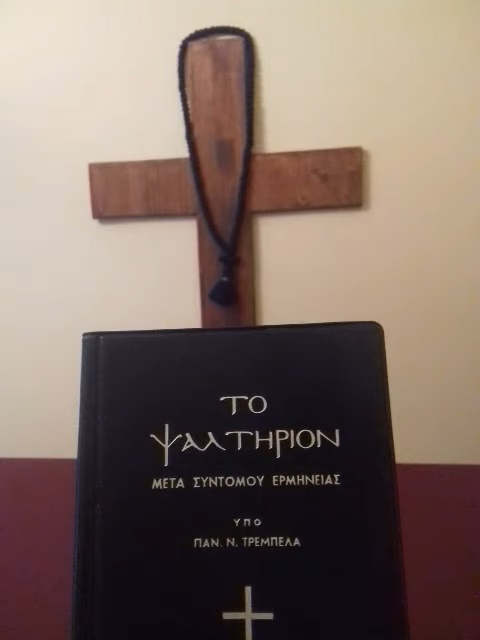 ΤΟ
ΨΑΛΤΗΡΙΟΝ
ΜΕΤΑ ΣΥΝΤΟΜΟΥ ΕΡΜΗΝΕΙΑΣ
ΥΠΟ
ΠΑΝ. Ν. ΤΡΕΜΠΕΛΑ